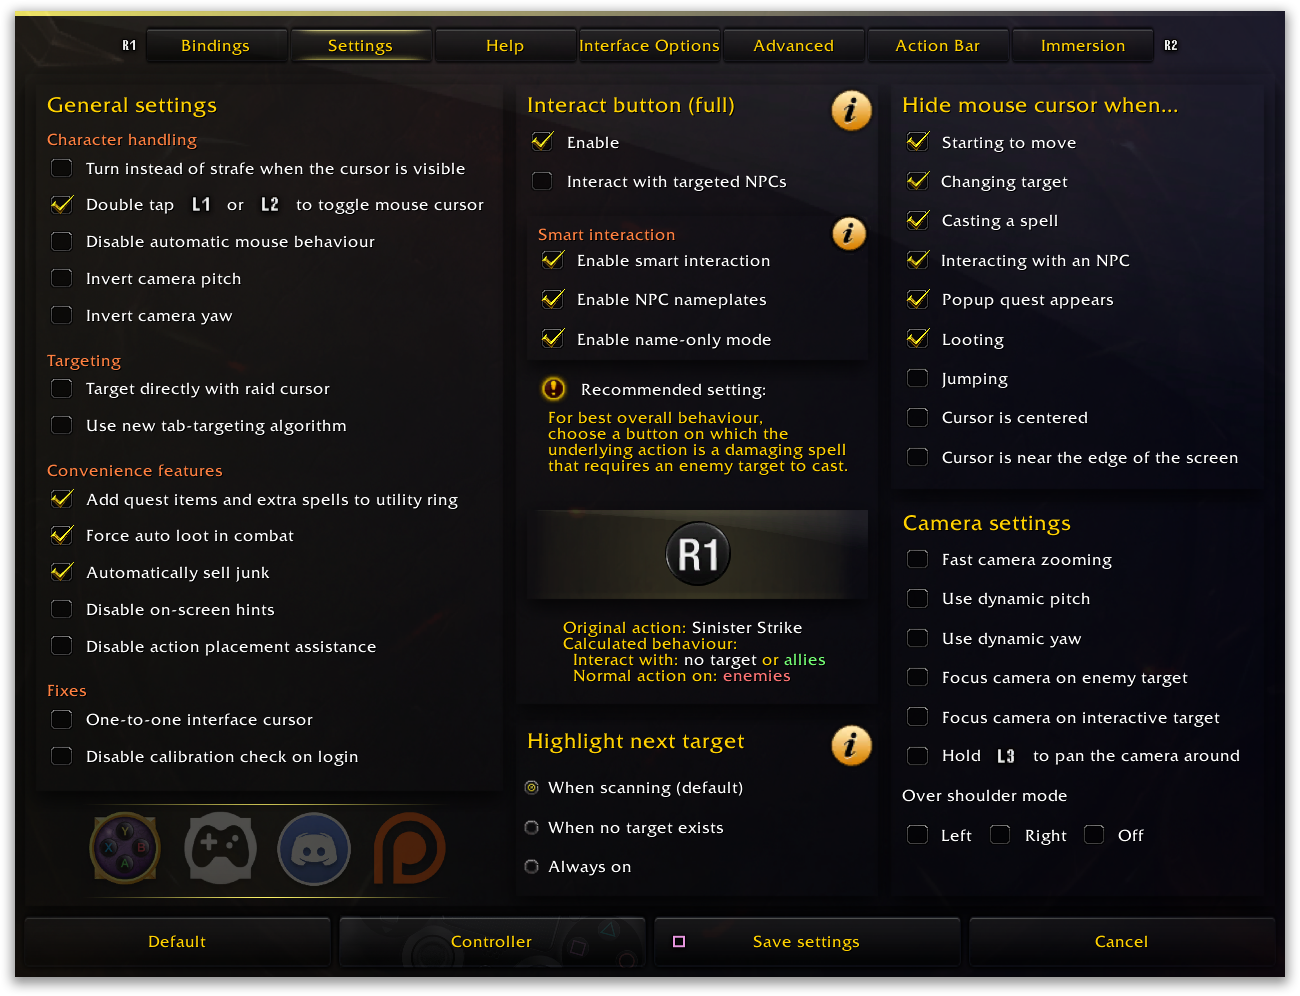 R1
Bindings
Settings
Help
Interface Options
Advanced
Action Bar
Immersion
R2
General settings
Character handling
Turn instead of strafe when the cursor is visible
Double tap L1 or L2 to toggle mouse cursor
Disable automatic mouse behaviour
Invert camera pitch
Invert camera yaw
Targeting
Target directly with raid cursor
Use new tab-targeting algorithm
Convenience features
Add quest items and extra spells to utility ring
Force auto loot in combat
Automatically sell junk
Disable on-screen hints
Disable action placement assistance
Fixes
One-to-one interface cursor
Disable calibration check on login
Y
X
B
A
Interact button (full)
i
Enable
Interact with targeted NPCs
Smart interaction
i
Enable smart interaction
Enable NPC nameplates
Enable name-only mode
! Recommended setting:
For best overall behaviour,
choose a button on which the
underlying action is a damaging spell
that requires an enemy target to cast.
R1
Original action: Sinister Strike
Calculated behaviour:
Interact with: no target or allies
Normal action on: enemies
Highlight next target
i
When scanning (default)
When no target exists
Always on
Hide mouse cursor when...
Starting to move
Changing target
Casting a spell
Interacting with an NPC
Popup quest appears
Looting
Jumping
Cursor is centered
Cursor is near the edge of the screen
Camera settings
Fast camera zooming
Use dynamic pitch
Use dynamic yaw
Focus camera on enemy target
Focus camera on interactive target
Hold L3 to pan the camera around
Over shoulder mode
Left
Right
Off
Default
Controller
Save settings
Cancel